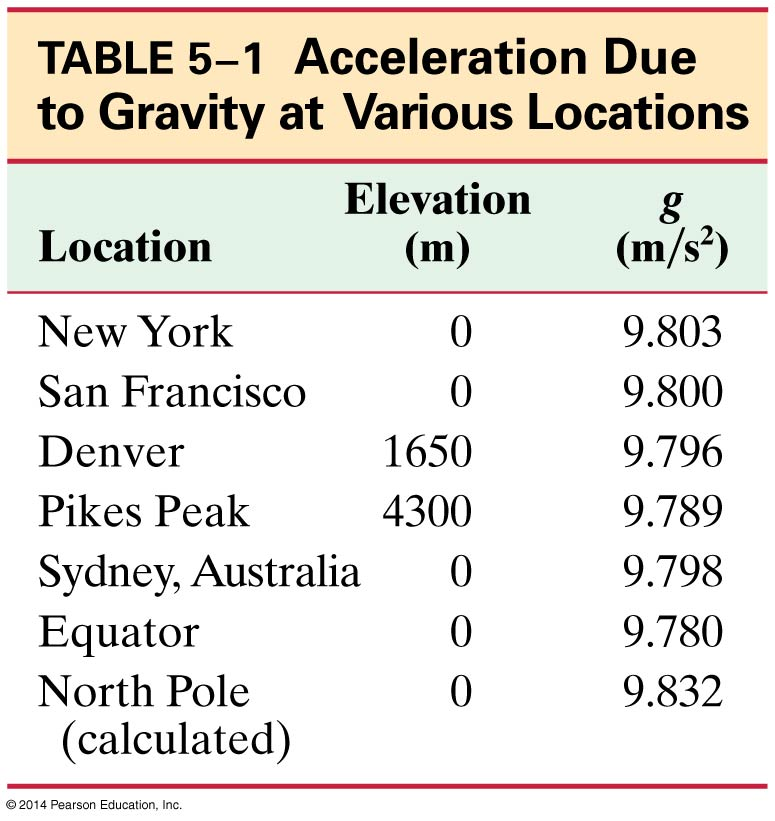 TABLE 5–1 Acceleration Due
to Gravity at Various Locations
Location Elevation (m) g (m/s²)
New York 0 9.803
San Francisco 0 9.800
Denver 1650 9.796
Pikes Peak 4300 9.789
Sydney, Australia 0 9.798
Equator 0 9.780
North Pole 0 9.832
(calculated)
© 2014 Pearson Education, Inc.